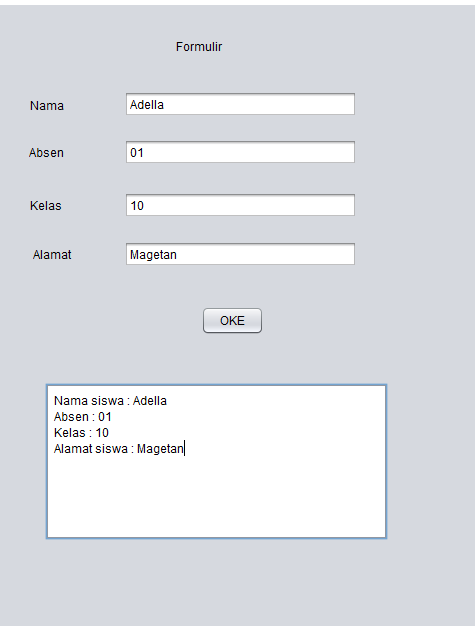 Formulir
Nama Adella
Absen 01
Kelas 10
Alamat Magetan
OKE
Nama siswa : Adella
Absen : 01
Kelas : 10
Alamat siswa : Magetan